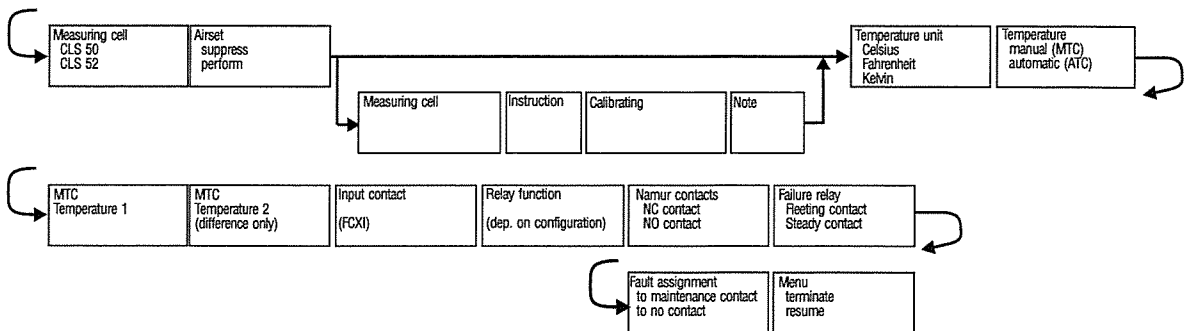 Measuring cell
CLS 50
CLS 52
Airset
suppress
perform
Temperature unit
Celsius
Fahrenheit
Kelvin
Temperature
manual (MTC)
automatic (ATC)
Measuring cell
Instruction
Calibrating
Note
MTC
Temperature 1
MTC
Temperature 2
(difference only)
Input contact
(FCXI)
Relay function
(dep. on configuration)
Namur contacts
NC contact
NO contact
Failure relay
Fleeting contact
Steady contact
Fault assignment
to maintenance contact
to no contact
Menu
terminate
resume